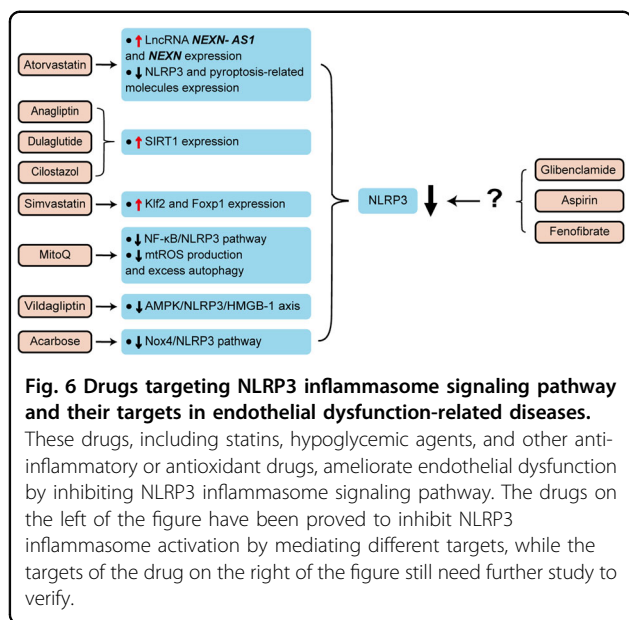 Atorvastatin
• ↑ LncRNA NEXN- AS1
and NEXN expression
• ↓ NLRP3 and pyroptosis-related
molecules expression
Anagliptin
Dulaglutide
Cilostazol
• ↑ SIRT1 expression
Simvastatin
• ↑ Klf2 and Foxp1 expression
MitoQ
• ↓ NF-κB/NLRP3 pathway
• ↓ mtROS production
and excess autophagy
Vildagliptin
• ↓ AMPK/NLRP3/HMGB-1 axis
Acarbose
• ↓ Nox4/NLRP3 pathway
NLRP3 ↓
?
Glibenclamide
Aspirin
Fenofibrate
Fig. 6 Drugs targeting NLRP3 inflammasome signaling pathway
and their targets in endothelial dysfunction-related diseases.
These drugs, including statins, hypoglycemic agents, and other anti-
inflammatory or antioxidant drugs, ameliorate endothelial dysfunction
by inhibiting NLRP3 inflammasome signaling pathway. The drugs on
the left of the figure have been proved to inhibit NLRP3
inflammasome activation by mediating different targets, while the
targets of the drug on the right of the figure still need further study to
verify.